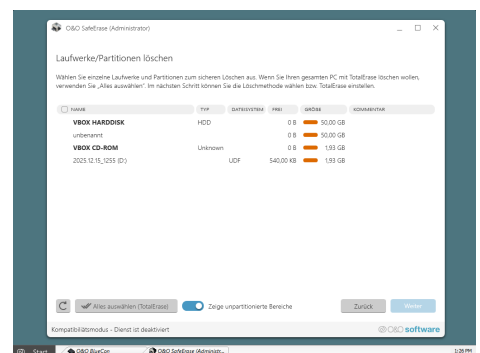 O&O SafeErase (Administrator)
Laufwerke/Partitionen löschen
Wählen Sie einzelne Laufwerke und Partitionen zum sicheren Löschen aus. Wenn Sie Ihren gesamten PC mit TotalErase löschen wollen,
verwenden Sie „Alles auswählen“. Im nächsten Schritt können Sie die Löschmethode wählen bzw. TotalErase einstellen.
NAME TYP DATEISYSTEM FREI GRÖßE KOMMENTAR
VBOX HARDDISK HDD 0 B 50,00 GB
unbenannt 0 B 50,00 GB
VBOX CD-ROM Unknown 0 B 1,93 GB
2025.12.15_1255 (D:) UDF 540,00 KB 1,93 GB
Alles auswählen (TotalErase) Zeige unpartitionierte Bereiche Zurück Weiter
Kompatibilitätsmodus - Dienst ist deaktiviert O&O software
Start O&O BlueCon O&O SafeErase (Administr... 1:26 PM